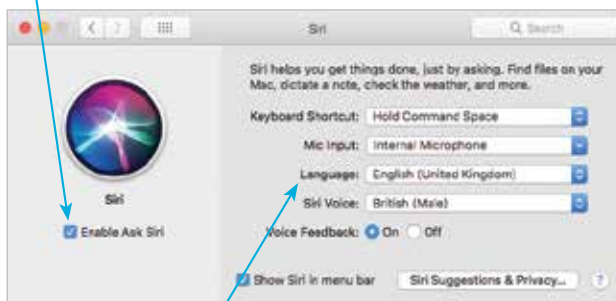 Siri
Search
Siri helps you get things done, just by asking. Find files on your
Mac, dictate a note, check the weather, and more.
Keyboard Shortcut: Hold Command Space
Mic Input: Internal Microphone
Language: English (United Kingdom)
Siri Voice: British (Male)
Siri
Enable Ask Siri
Voice Feedback: On Off
Show Siri in menu bar Siri Suggestions & Privacy... ?